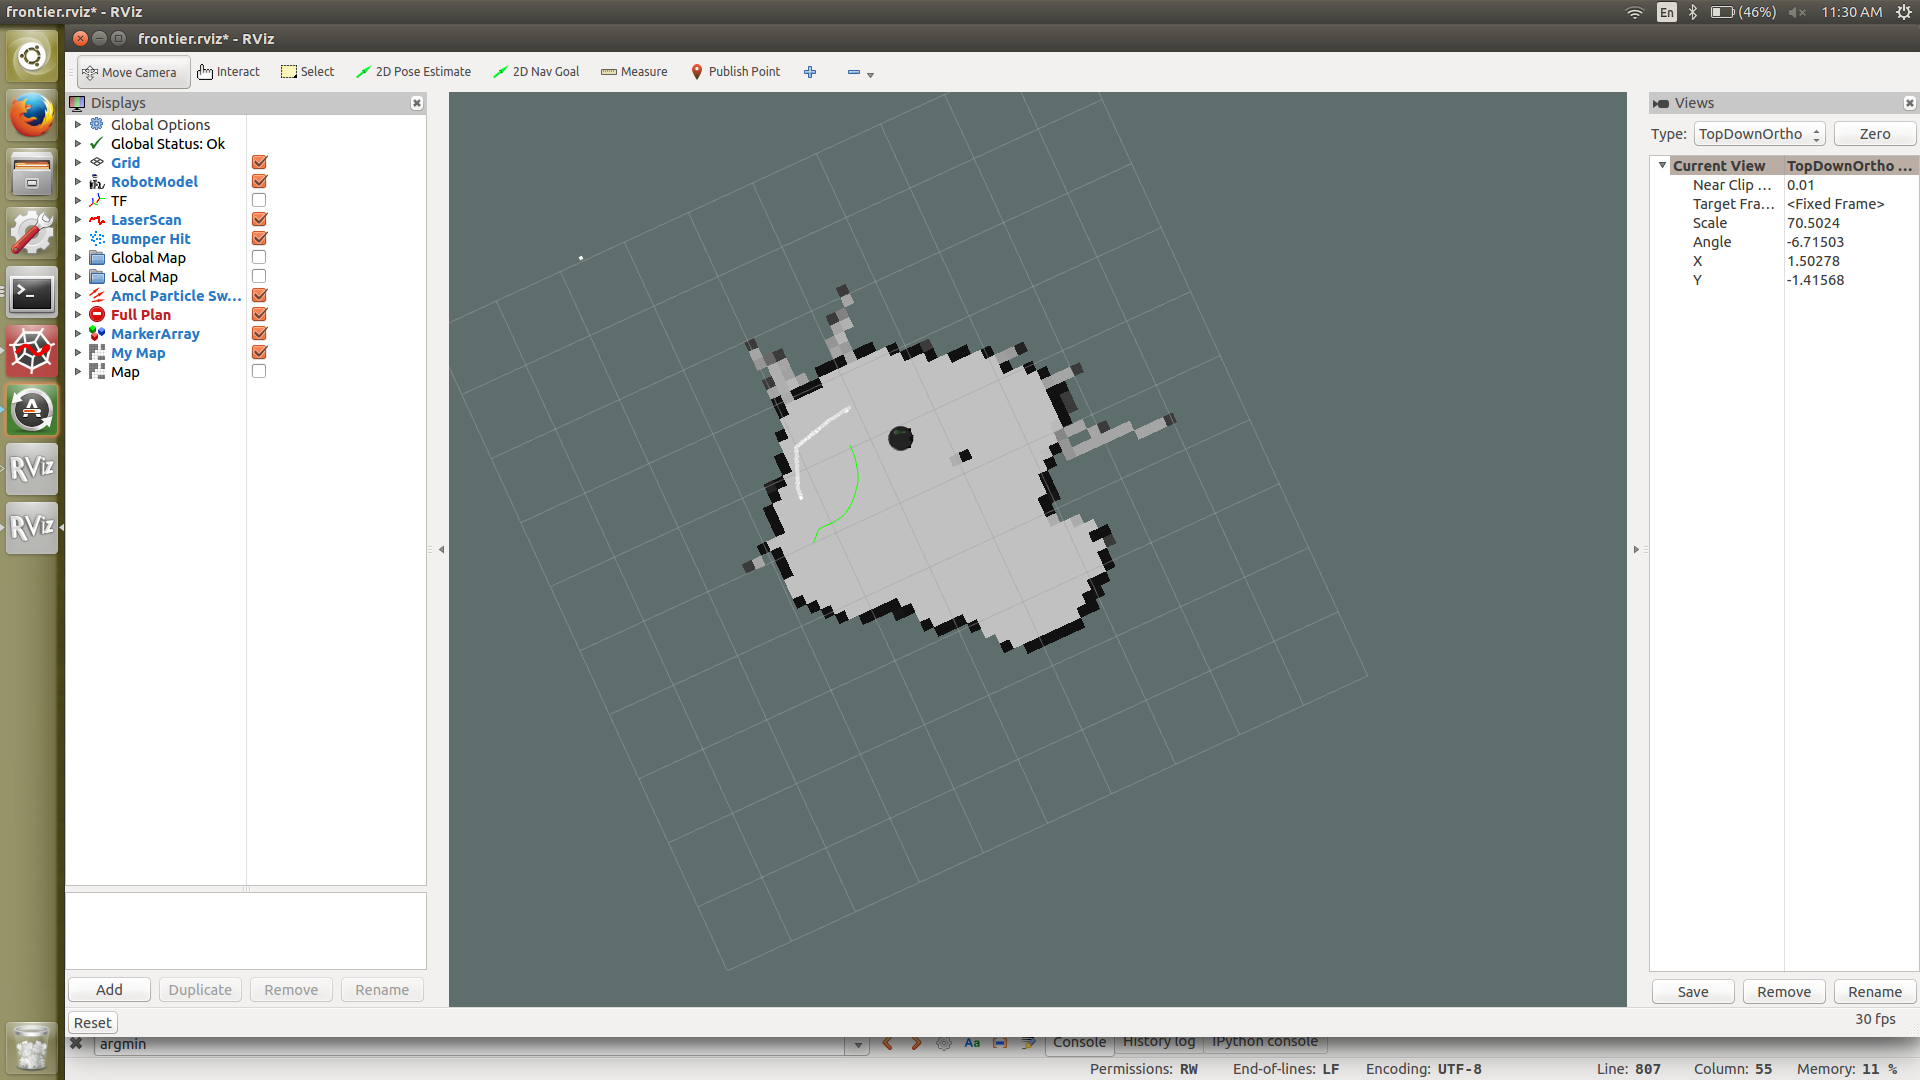 frontier.rviz* - RViz
En
(46%)
11:30 AM
frontier.rviz* - RViz
Move Camera
Interact
Select
2D Pose Estimate
2D Nav Goal
Measure
Publish Point
Displays
Global Options
Global Status: Ok
Grid
RobotModel
TF
LaserScan
Bumper Hit
Global Map
Local Map
Amcl Particle Sw...
Full Plan
MarkerArray
My Map
Map
Add
Duplicate
Remove
Rename
Reset
Views
Type:
TopDownOrtho
Zero
Current View TopDownOrtho ...
Near Clip ... 0.01
Target Fra... <Fixed Frame>
Scale 70.5024
Angle -6.71503
X 1.50278
Y -1.41568
Save
Remove
Rename
30 fps
RViz
RViz
argmin
Aa
Console
History log
IPython console
Permissions: RW
End-of-lines: LF
Encoding: UTF-8
Line: 807
Column: 55
Memory: 11 %